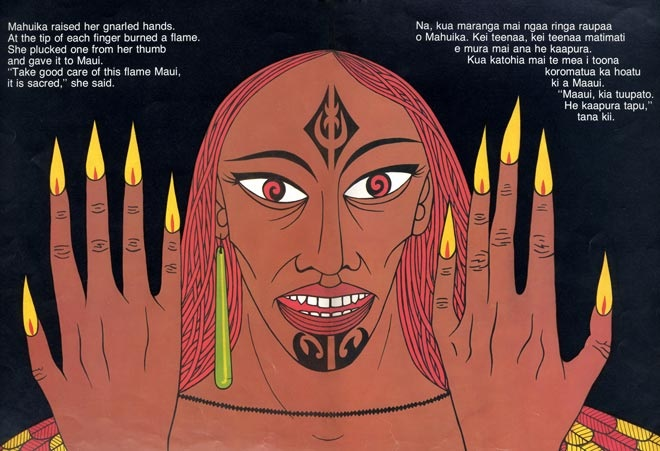 Mahuika raised her gnarled hands.
At the tip of each finger burned a flame.
She plucked one from her thumb
and gave it to Maui.
"Take good care of this flame Maui,
it is sacred," she said.
Na, kua maranga mai ngaa ringa raupaa
o Mahuika. Kei teenaa, kei teenaa matimati
e mura mai ana he kaapura.
Kua katohia mai te mea i toona
koromatua ka hoatu
ki a Maaui.
"Maaui, kia tuupato.
He kaapura tapu,"
tana kii.